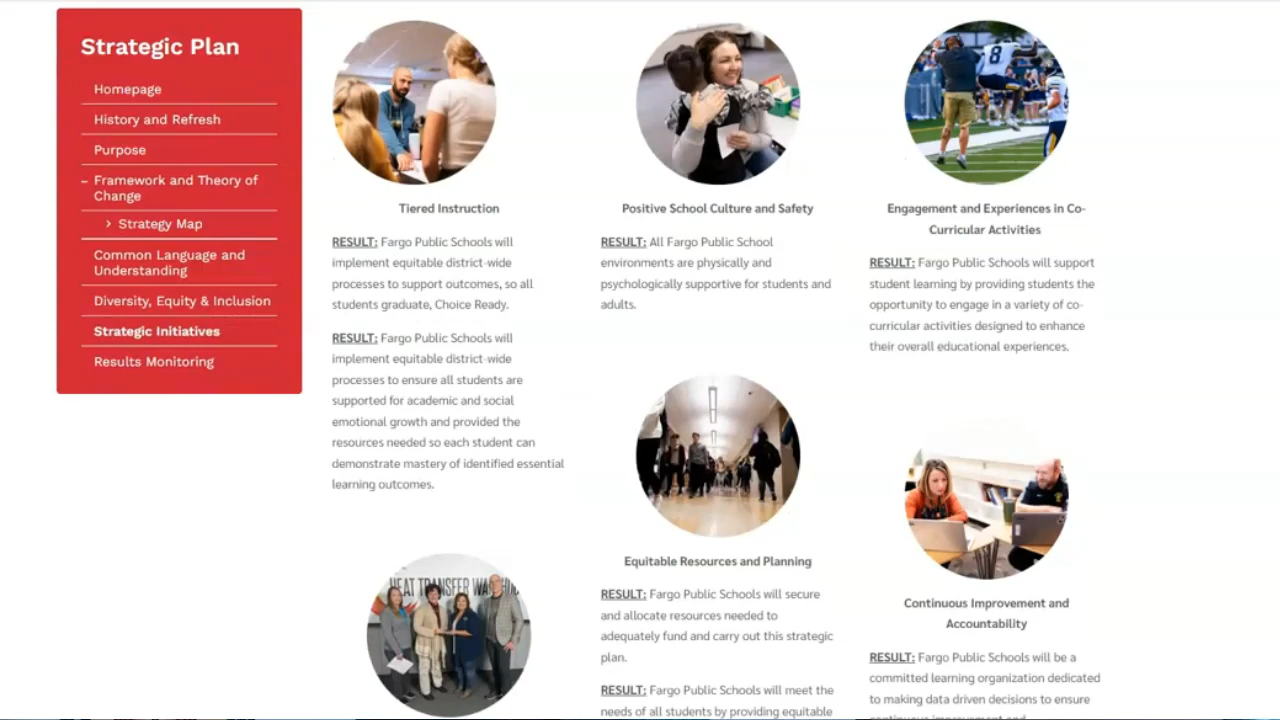 Strategic Plan
Homepage
History and Refresh
Purpose
– Framework and Theory of
Change
> Strategy Map
Common Language and
Understanding
Diversity, Equity & Inclusion
Strategic Initiatives
Results Monitoring
Tiered Instruction
RESULT: Fargo Public Schools will
implement equitable district-wide
processes to support outcomes, so all
students graduate, Choice Ready.
RESULT: Fargo Public Schools will
implement equitable district-wide
processes to ensure all students are
supported for academic and social
emotional growth and provided the
resources needed so each student can
demonstrate mastery of identified essential
learning outcomes.
HEAT TRANSFER
Positive School Culture and Safety
RESULT: All Fargo Public School
environments are physically and
psychologically supportive for students and
adults.
Equitable Resources and Planning
RESULT: Fargo Public Schools will secure
and allocate resources needed to
adequately fund and carry out this strategic
plan.
RESULT: Fargo Public Schools will meet the
needs of all students by providing equitable
8
Engagement and Experiences in Co-
Curricular Activities
RESULT: Fargo Public Schools will support
student learning by providing students the
opportunity to engage in a variety of co-
curricular activities designed to enhance
their overall educational experiences.
Continuous Improvement and
Accountability
RESULT: Fargo Public Schools will be a
committed learning organization dedicated
to making data driven decisions to ensure
continuous improvement and